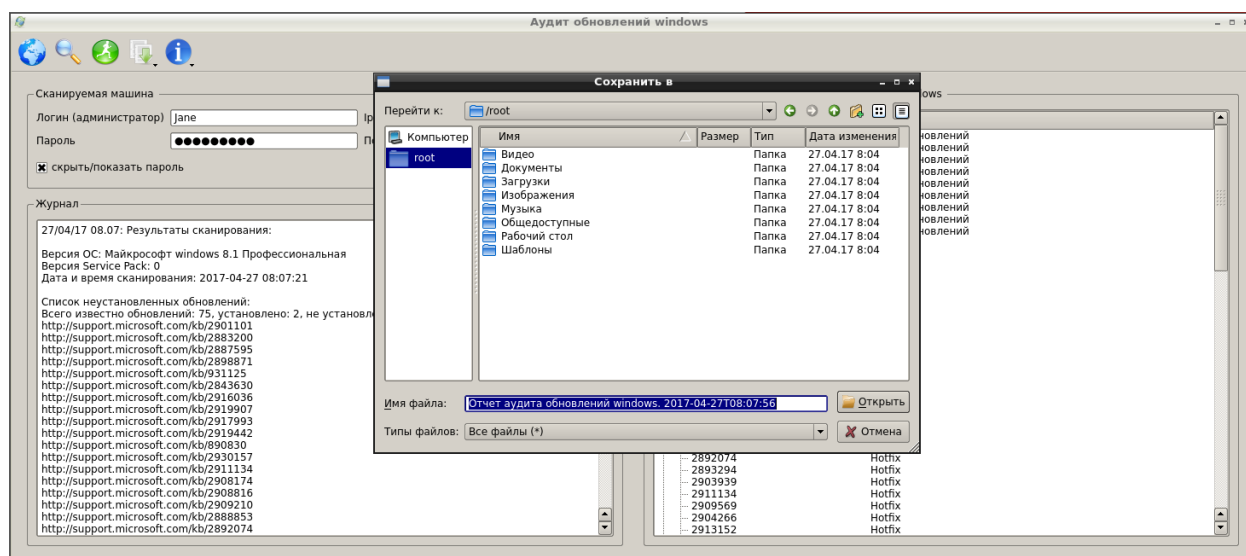 Аудит обновлений windows
Сканируемая машина
Логин (администратор) Jane
Пароль
скрыть/показать пароль
Журнал
27/04/17 08.07: Результаты сканирования:
Версия ОС: Майкрософт windows 8.1 Профессиональная
Версия Service Pack: 0
Дата и время сканирования: 2017-04-27 08:07:21
Список неустановленных обновлений:
Всего известно обновлений: 75, установлено: 2, не установл
http://support.microsoft.com/kb/2901101
http://support.microsoft.com/kb/2883200
http://support.microsoft.com/kb/2887595
http://support.microsoft.com/kb/2898871
http://support.microsoft.com/kb/931125
http://support.microsoft.com/kb/2843630
http://support.microsoft.com/kb/2916036
http://support.microsoft.com/kb/2919907
http://support.microsoft.com/kb/2917993
http://support.microsoft.com/kb/2919442
http://support.microsoft.com/kb/890830
http://support.microsoft.com/kb/2930157
http://support.microsoft.com/kb/2911134
http://support.microsoft.com/kb/2908174
http://support.microsoft.com/kb/2908816
http://support.microsoft.com/kb/2909210
http://support.microsoft.com/kb/2888853
http://support.microsoft.com/kb/2892074
Сохранить в
Перейти к: /root
Компьютер
root
Имя Размер Тип Дата изменения
Видео Папка 27.04.17 8:04
Документы Папка 27.04.17 8:04
Загрузки Папка 27.04.17 8:04
Изображения Папка 27.04.17 8:04
Музыка Папка 27.04.17 8:04
Общедоступные Папка 27.04.17 8:04
Рабочий стол Папка 27.04.17 8:04
Шаблоны Папка 27.04.17 8:04
Имя файла: Отчет аудита обновлений windows. 2017-04-27T08:07:56 Открыть
Типы файлов: Все файлы (*) Отмена
ows
новлений
новлений
новлений
новлений
новлений
новлений
новлений
новлений
новлений
2892074 Hotfix
2893294 Hotfix
2903939 Hotfix
2911134 Hotfix
2909569 Hotfix
2904266 Hotfix
2913152 Hotfix